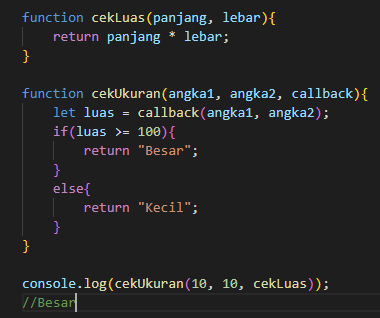 function cekLuas(panjang, lebar){
    return panjang * lebar;
}

function cekUkuran(angka1, angka2, callback){
    let luas = callback(angka1, angka2);
    if(luas >= 100){
        return "Besar";
    }
    else{
        return "Kecil";
    }
}

console.log(cekUkuran(10, 10, cekLuas));
//Besar